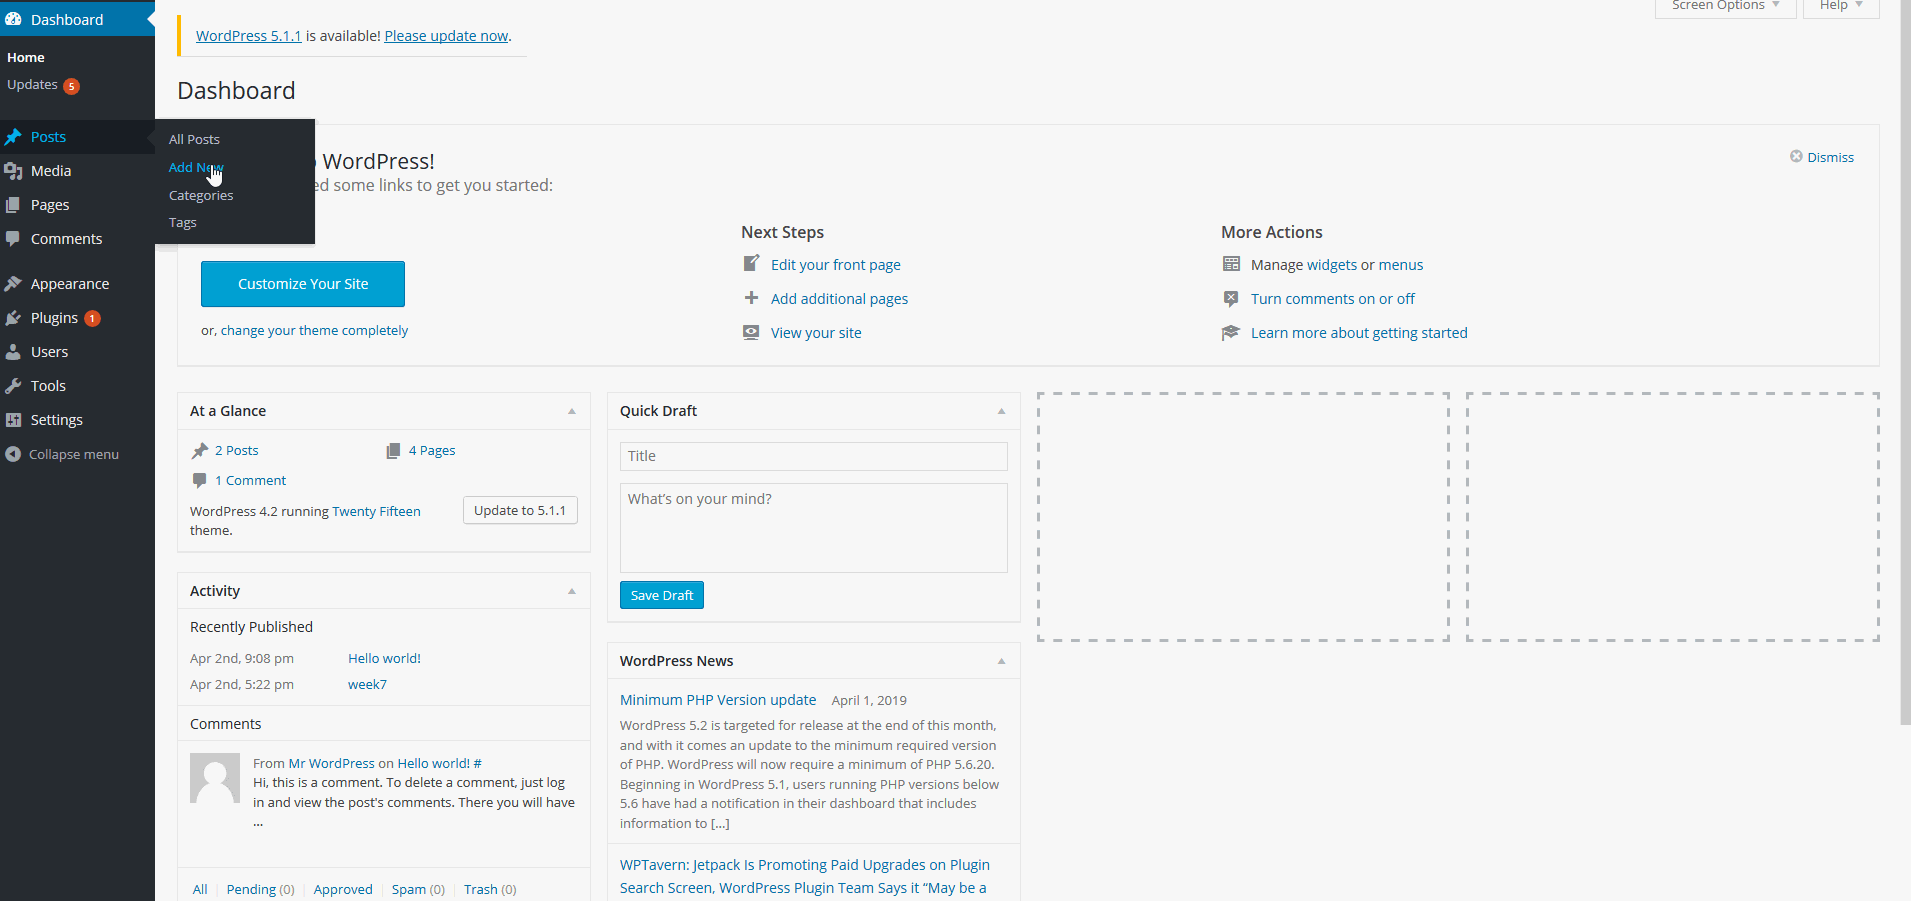 Dashboard
Home
Updates 5
Posts
Media
Pages
Comments
Appearance
Plugins 1
Users
Tools
Settings
Collapse menu
All Posts
Add New
Categories
Tags
Screen Options
Help
WordPress 5.1.1 is available! Please update now.
Dashboard
WordPress!
ed some links to get you started:
Dismiss
Customize Your Site
or, change your theme completely
Next Steps
Edit your front page
Add additional pages
View your site
More Actions
Manage widgets or menus
Turn comments on or off
Learn more about getting started
At a Glance
2 Posts
4 Pages
1 Comment
WordPress 4.2 running Twenty Fifteen
theme.
Update to 5.1.1
Activity
Recently Published
Apr 2nd, 9:08 pm Hello world!
Apr 2nd, 5:22 pm week7
Comments
From Mr WordPress on Hello world! #
Hi, this is a comment. To delete a comment, just log
in and view the post's comments. There you will have
...
All Pending (0) Approved Spam (0) Trash (0)
Quick Draft
Title
What's on your mind?
Save Draft
WordPress News
Minimum PHP Version update April 1, 2019
WordPress 5.2 is targeted for release at the end of this month,
and with it comes an update to the minimum required version
of PHP. WordPress will now require a minimum of PHP 5.6.20.
Beginning in WordPress 5.1, users running PHP versions below
5.6 have had a notification in their dashboard that includes
information to [...]
WPTavern: Jetpack Is Promoting Paid Upgrades on Plugin
Search Screen, WordPress Plugin Team Says it “May be a